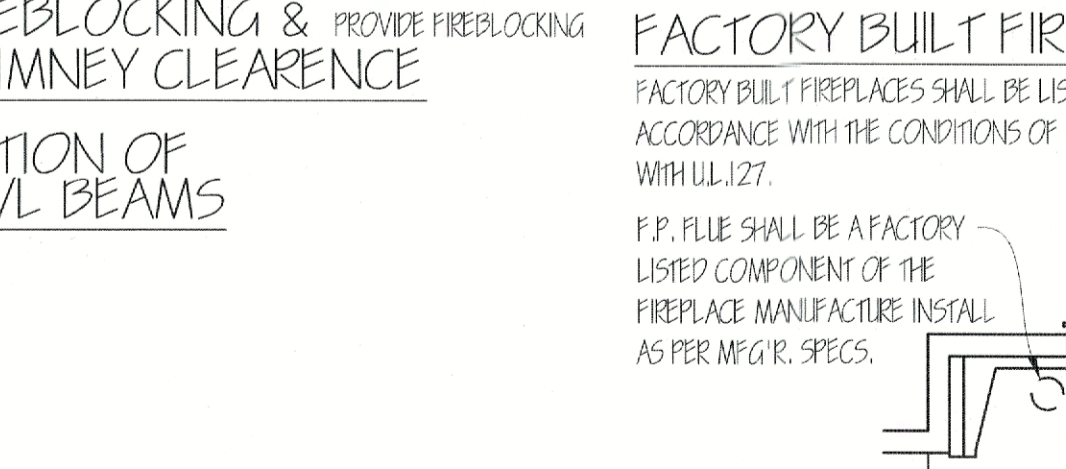 EBLOCKING & PROVIDE FIREBLOCKING
IMNEY CLEARENCE
TION OF
BEAMS
FACTORY BUILT FIR
FACTORY BUILT FIREPLACES SHALL BE LIS
ACCORDANCE WITH THE CONDITIONS OF
WITH U.L.127.
F.P. FLUE SHALL BE A FACTORY
LISTED COMPONENT OF THE
FIREPLACE MANUFACTURE INSTALL
AS PER MFG'R. SPECS.